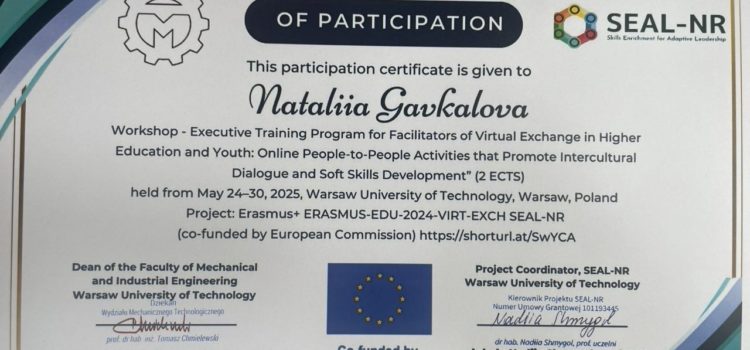 OF PARTICIPATION
SEAL-NR
Skills Enrichment for Adaptive Leadership
This participation certificate is given to
Nataliia Gavkalova
Workshop - Executive Training Program for Facilitators of Virtual Exchange in Higher
Education and Youth: Online People-to-People Activities that Promote Intercultural
Dialogue and Soft Skills Development" (2 ECTS)
held from May 24–30, 2025, Warsaw University of Technology, Warsaw, Poland
Project: Erasmus+ ERASMUS-EDU-2024-VIRT-EXCH SEAL-NR
(co-funded by European Commission) https://shorturl.at/SwYCA
Dean of the Faculty of Mechanical
and Industrial Engineering
Warsaw University of Technology
Dziekan
Wydziału Mechanicznego Technologicznego
prof. dr hab. inż. Tomasz Chmielewski
Project Coordinator, SEAL-NR
Warsaw University of Technology
Kierownik Projektu SEAL-NR
Numer Umowy Grantowej 101193445
Nadiia Shmygol
dr hab. Nadiia Shmygol, prof. uczelni
Co-funded by